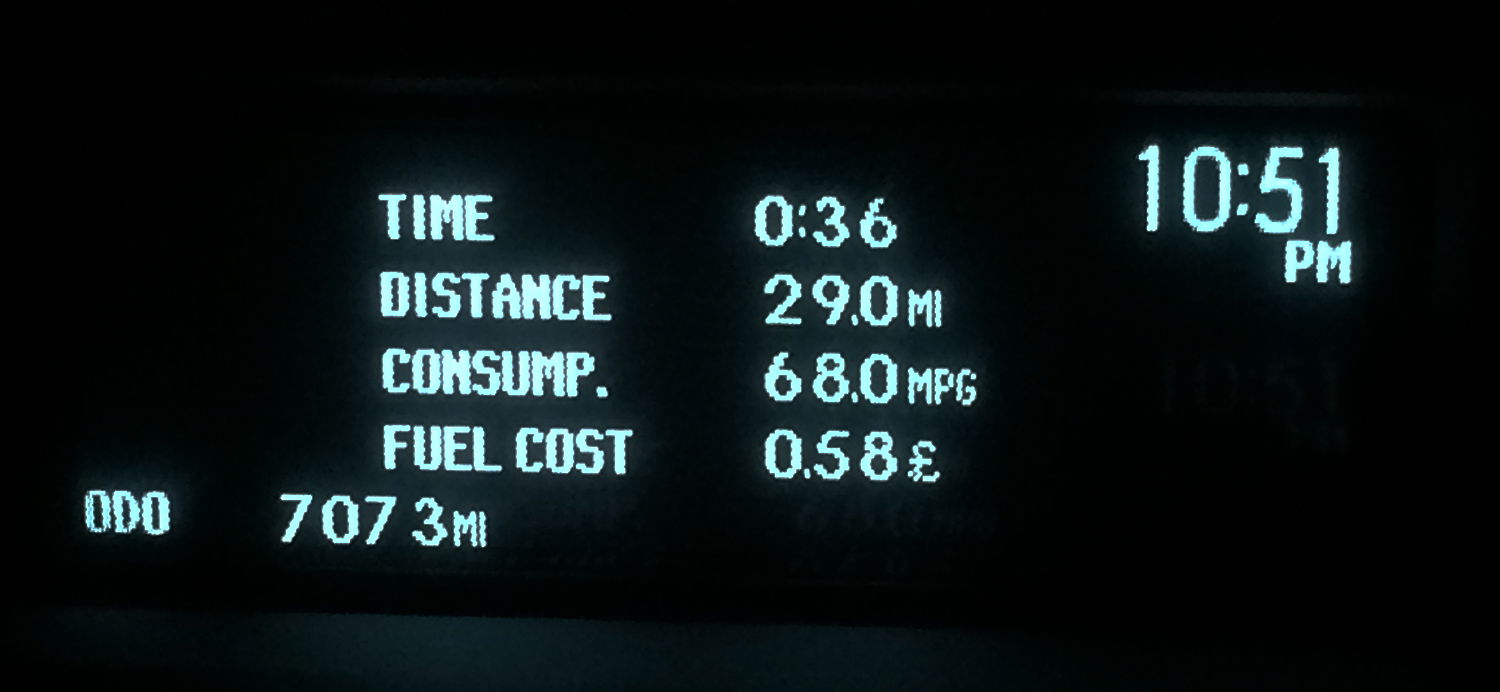 10:51
PM
TIME 0:36
DISTANCE 29.0 MI
CONSUMP. 68.0 MPG
FUEL COST 0.58 £
ODO 7073 MI